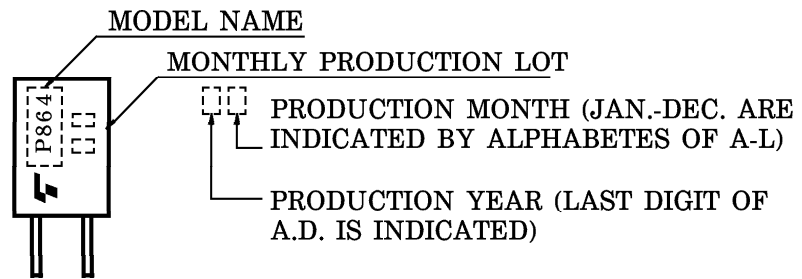 MODEL NAME
MONTHLY PRODUCTION LOT
P864
PRODUCTION MONTH (JAN.-DEC. ARE
INDICATED BY ALPHABETES OF A-L)
PRODUCTION YEAR (LAST DIGIT OF
A.D. IS INDICATED)